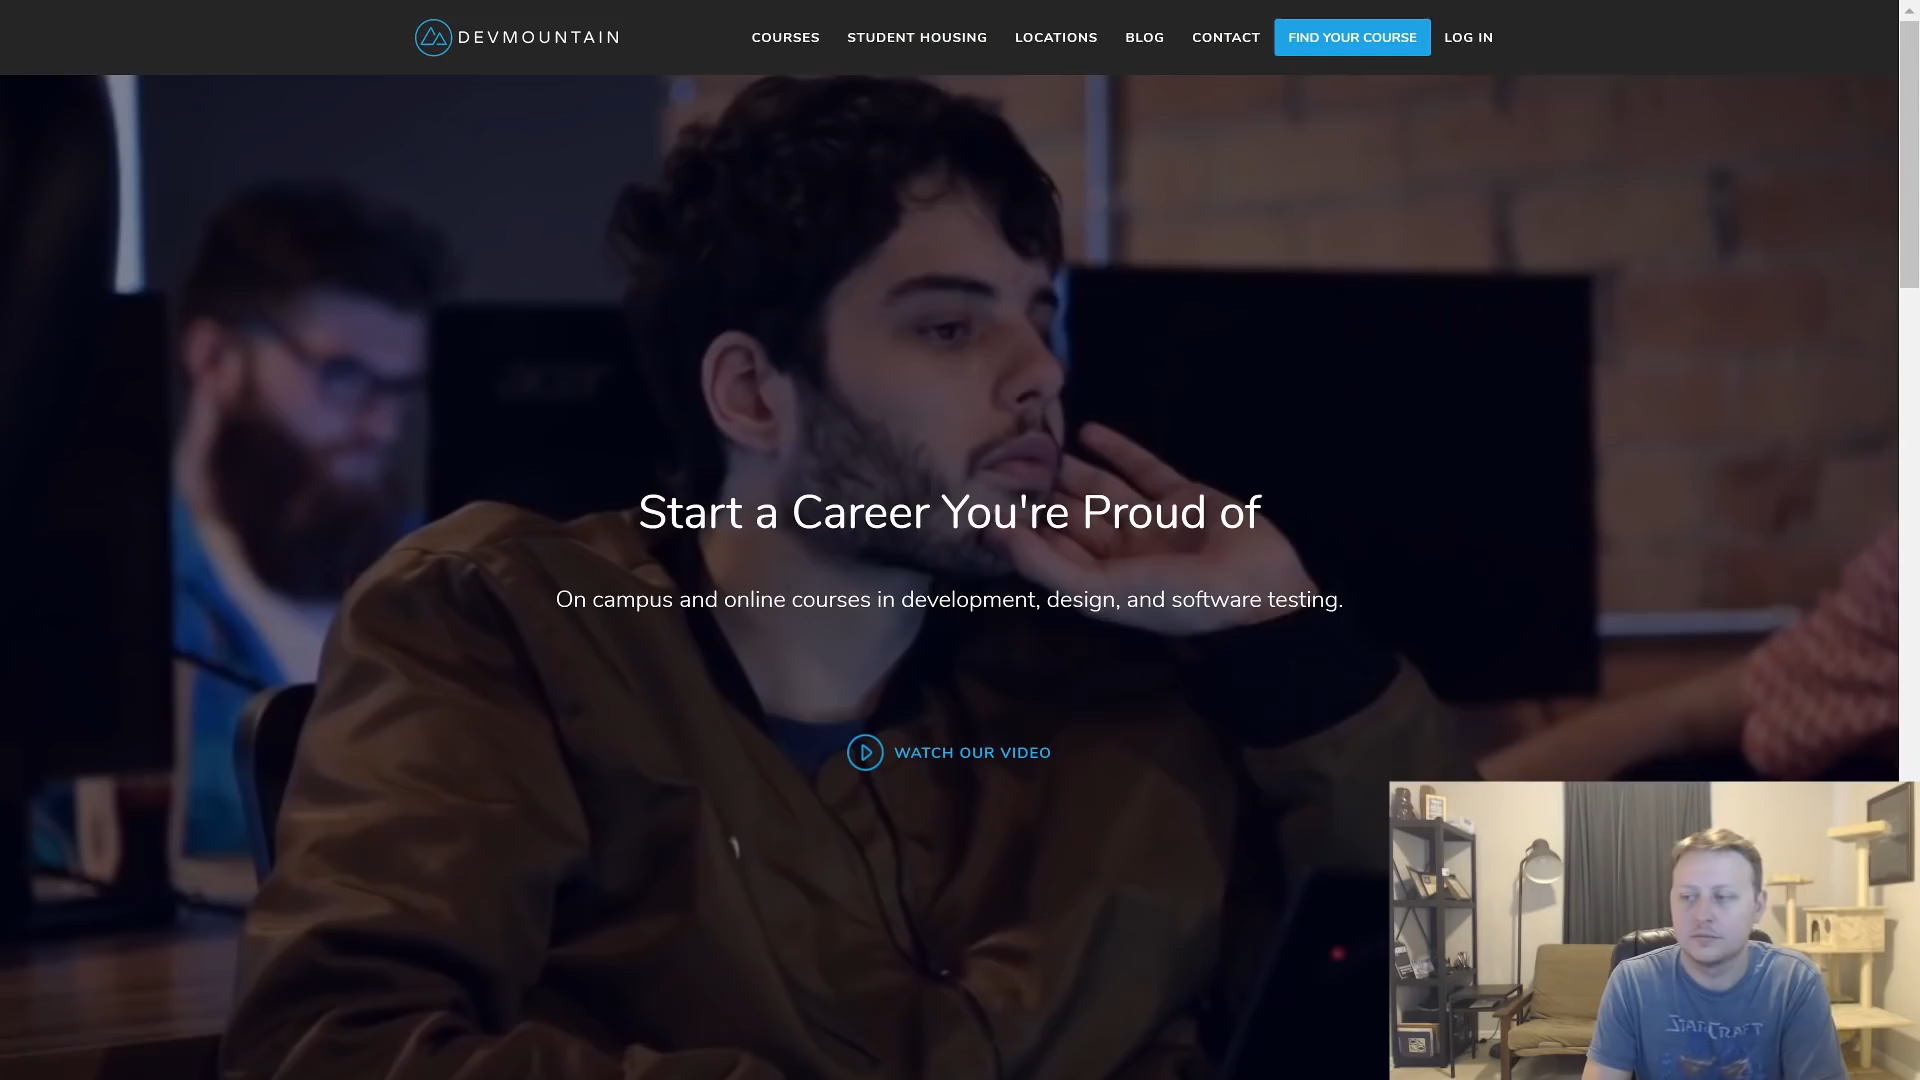 DEVMOUNTAIN
COURSES STUDENT HOUSING LOCATIONS BLOG CONTACT FIND YOUR COURSE LOG IN
acer
Start a Career You're Proud of
On campus and online courses in development, design, and software testing.
WATCH OUR VIDEO
STARCRAFT